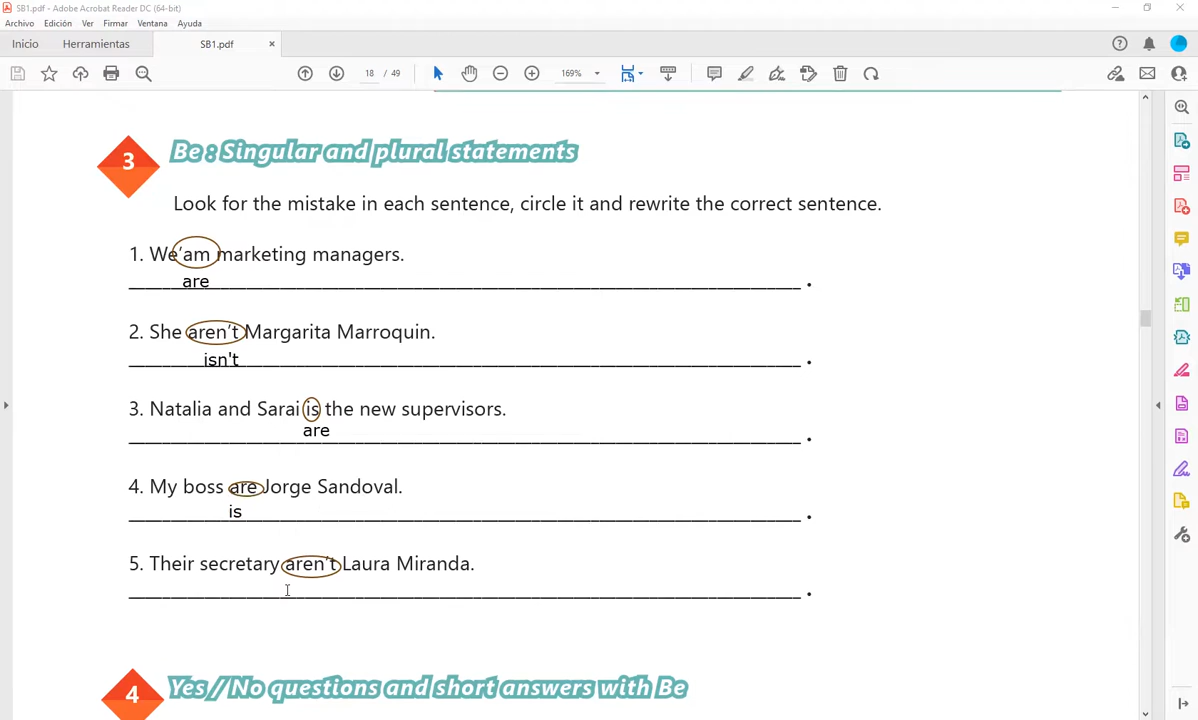 SB1.pdf - Adobe Acrobat Reader DC (64-bit)
Archivo Edición Ver Firmar Ventana Ayuda
Inicio Herramientas SB1.pdf ×
18 / 49 169%
3 Be : Singular and plural statements
Look for the mistake in each sentence, circle it and rewrite the correct sentence.
1. We'am marketing managers.
are .
2. She aren't Margarita Marroquin.
isn't .
3. Natalia and Sarai is the new supervisors.
are .
4. My boss are Jorge Sandoval.
is .
5. Their secretary aren't Laura Miranda.
.
4 Yes / No questions and short answers with Be